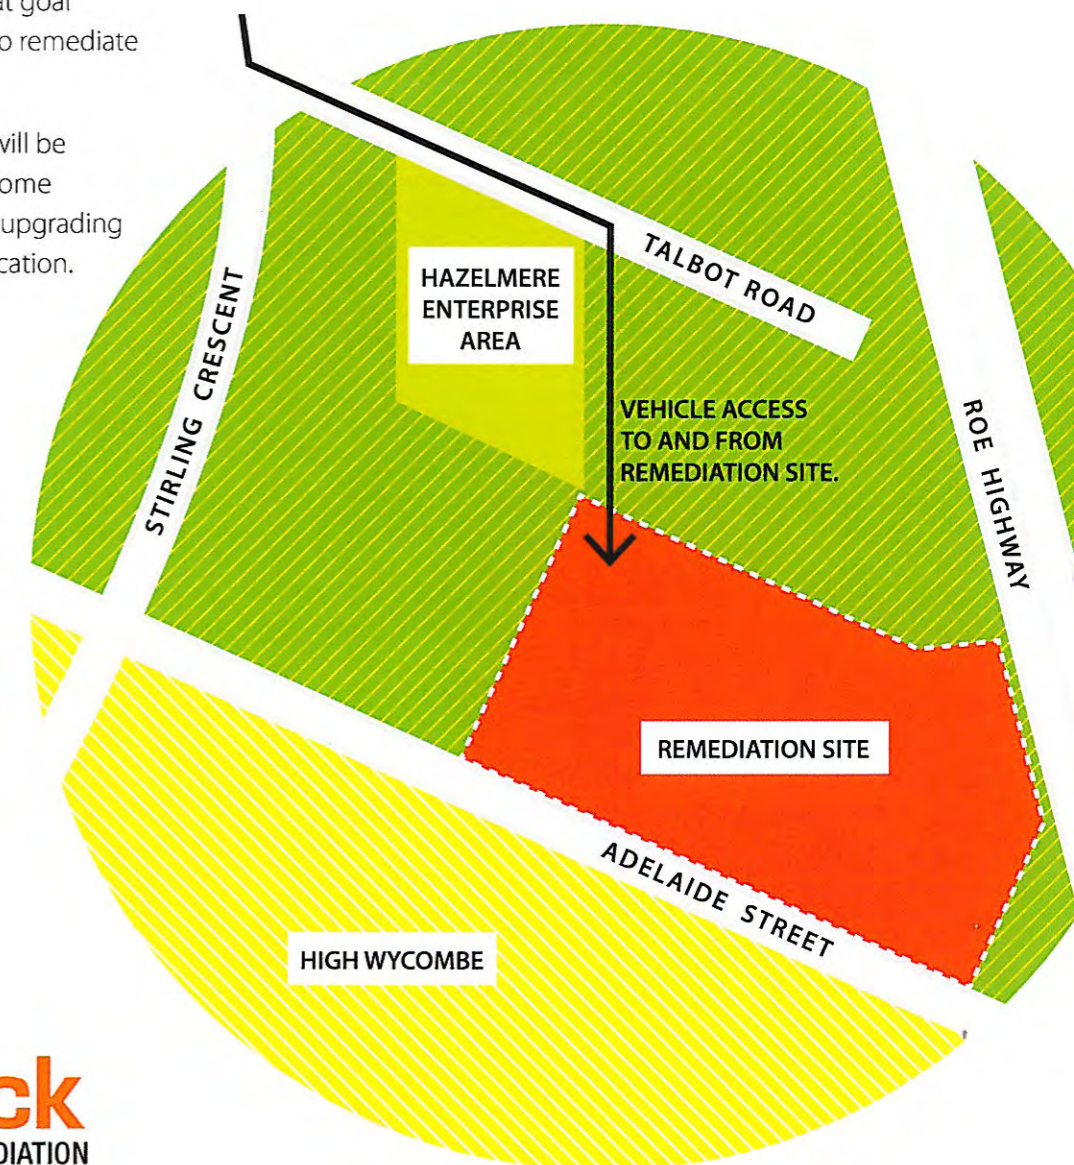 at goal
o remediate
will be
ome
upgrading
cation.
TALBOT ROAD
HAZELMERE
ENTERPRISE
AREA
STIRLING CRESCENT
VEHICLE ACCESS
TO AND FROM
REMEDIATION SITE.
ROE HIGHWAY
REMEDIATION SITE
ADELAIDE STREET
HIGH WYCOMBE
ck
DIATION